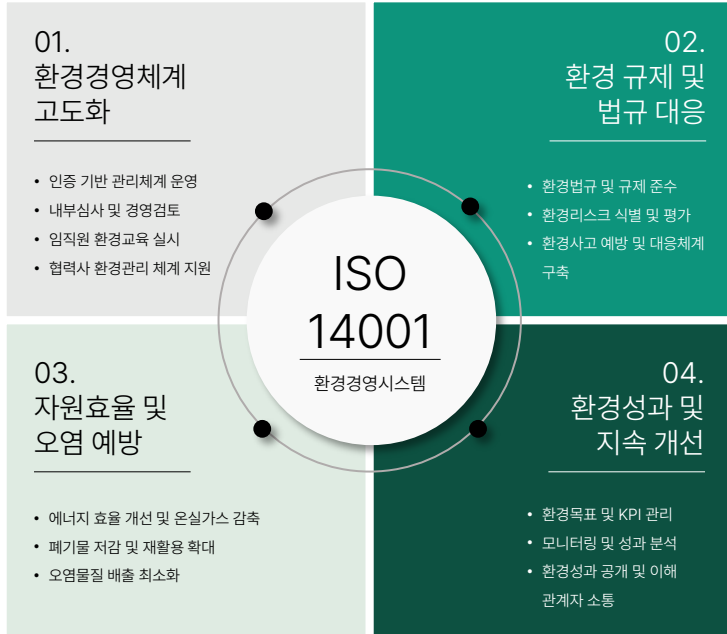 01.
환경경영체계
고도화
• 인증 기반 관리체계 운영
• 내부심사 및 경영검토
• 임직원 환경교육 실시
• 협력사 환경관리 체계 지원
02.
환경 규제 및
법규 대응
• 환경법규 및 규제 준수
• 환경리스크 식별 및 평가
• 환경사고 예방 및 대응체계
구축
ISO
14001
환경경영시스템
03.
자원효율 및
오염 예방
• 에너지 효율 개선 및 온실가스 감축
• 폐기물 저감 및 재활용 확대
• 오염물질 배출 최소화
04.
환경성과 및
지속 개선
• 환경목표 및 KPI 관리
• 모니터링 및 성과 분석
• 환경성과 공개 및 이해
관계자 소통